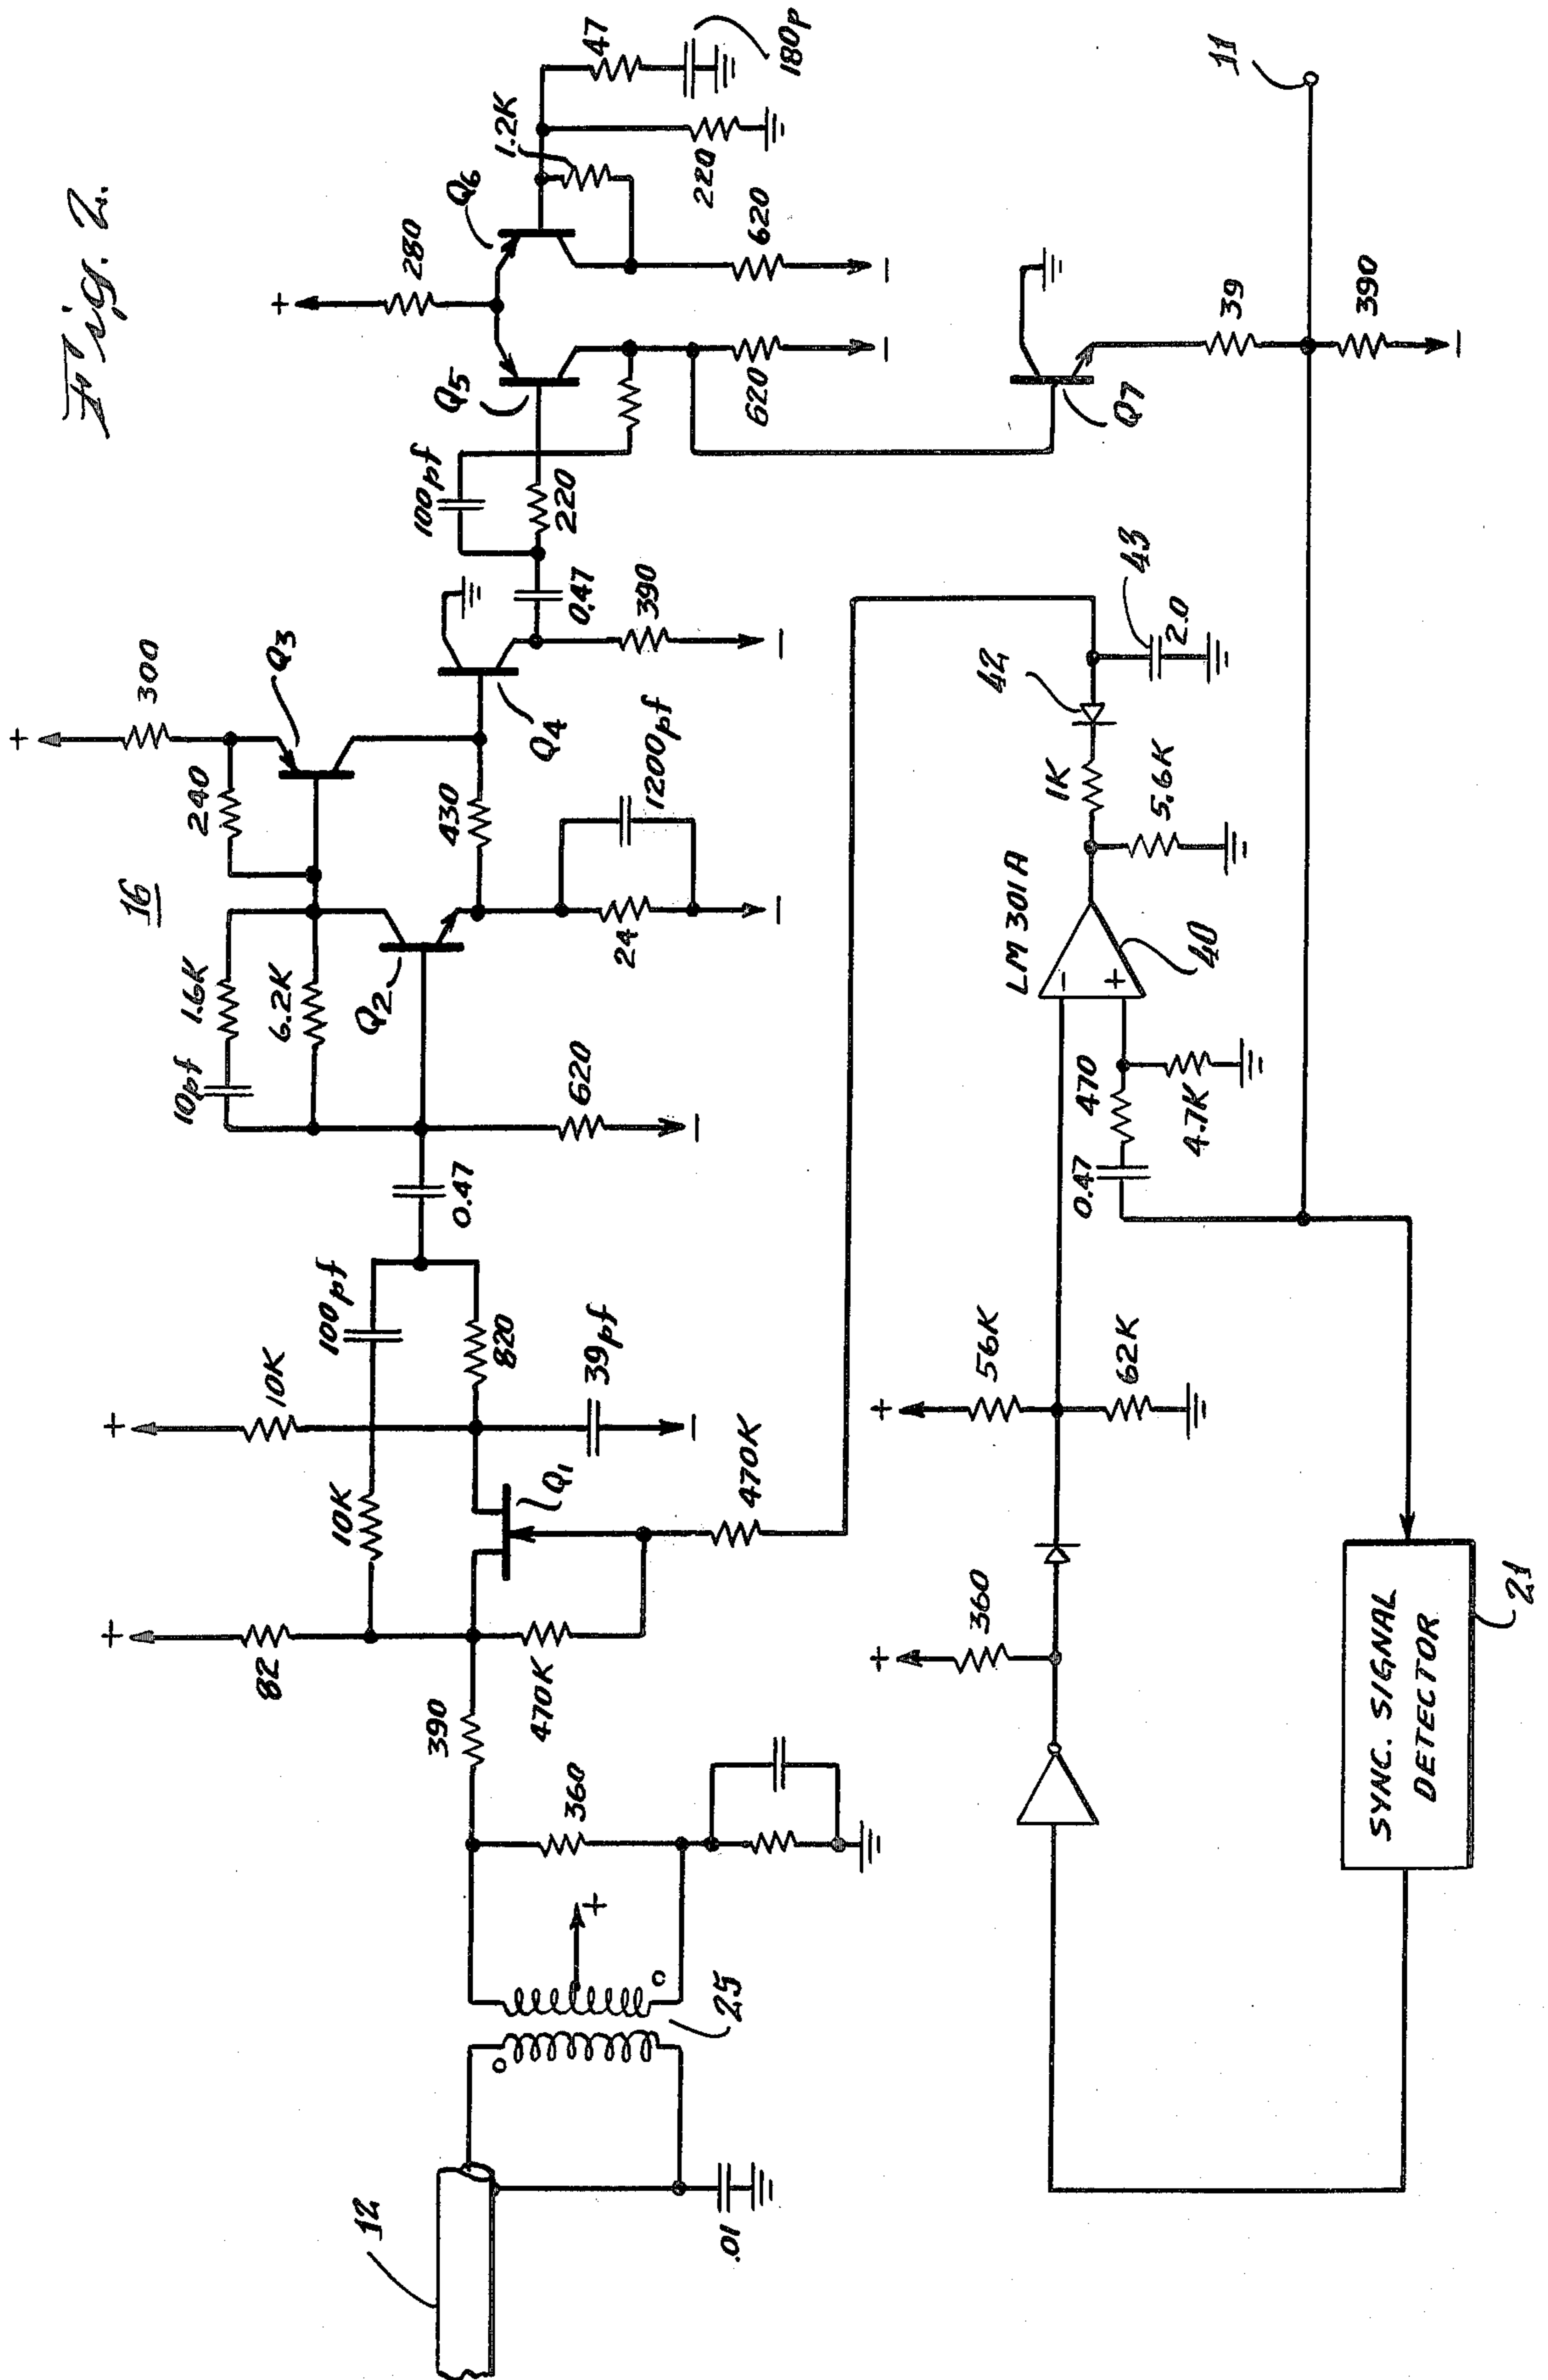 Fig. 2.
16
12
.01
25
+
360
390
82
+
10K
470K
470K
Q1
10K
+
39pf
−
820
100pf
0.47
620
−
10pf
1.6K
6.2K
Q2
24
−
1200pf
430
240
300
+
Q3
Q4
390
−
0.47
220
100pf
Q5
620
−
280
+
Q6
620
−
1.2K
220
47
180p
Q7
39
390
−
11
360
+
56K
+
62K
0.47
470
4.7K
LM 301A
−
+
40
1K
5.6K
42
43
2.0
SYNC. SIGNAL
DETECTOR
21